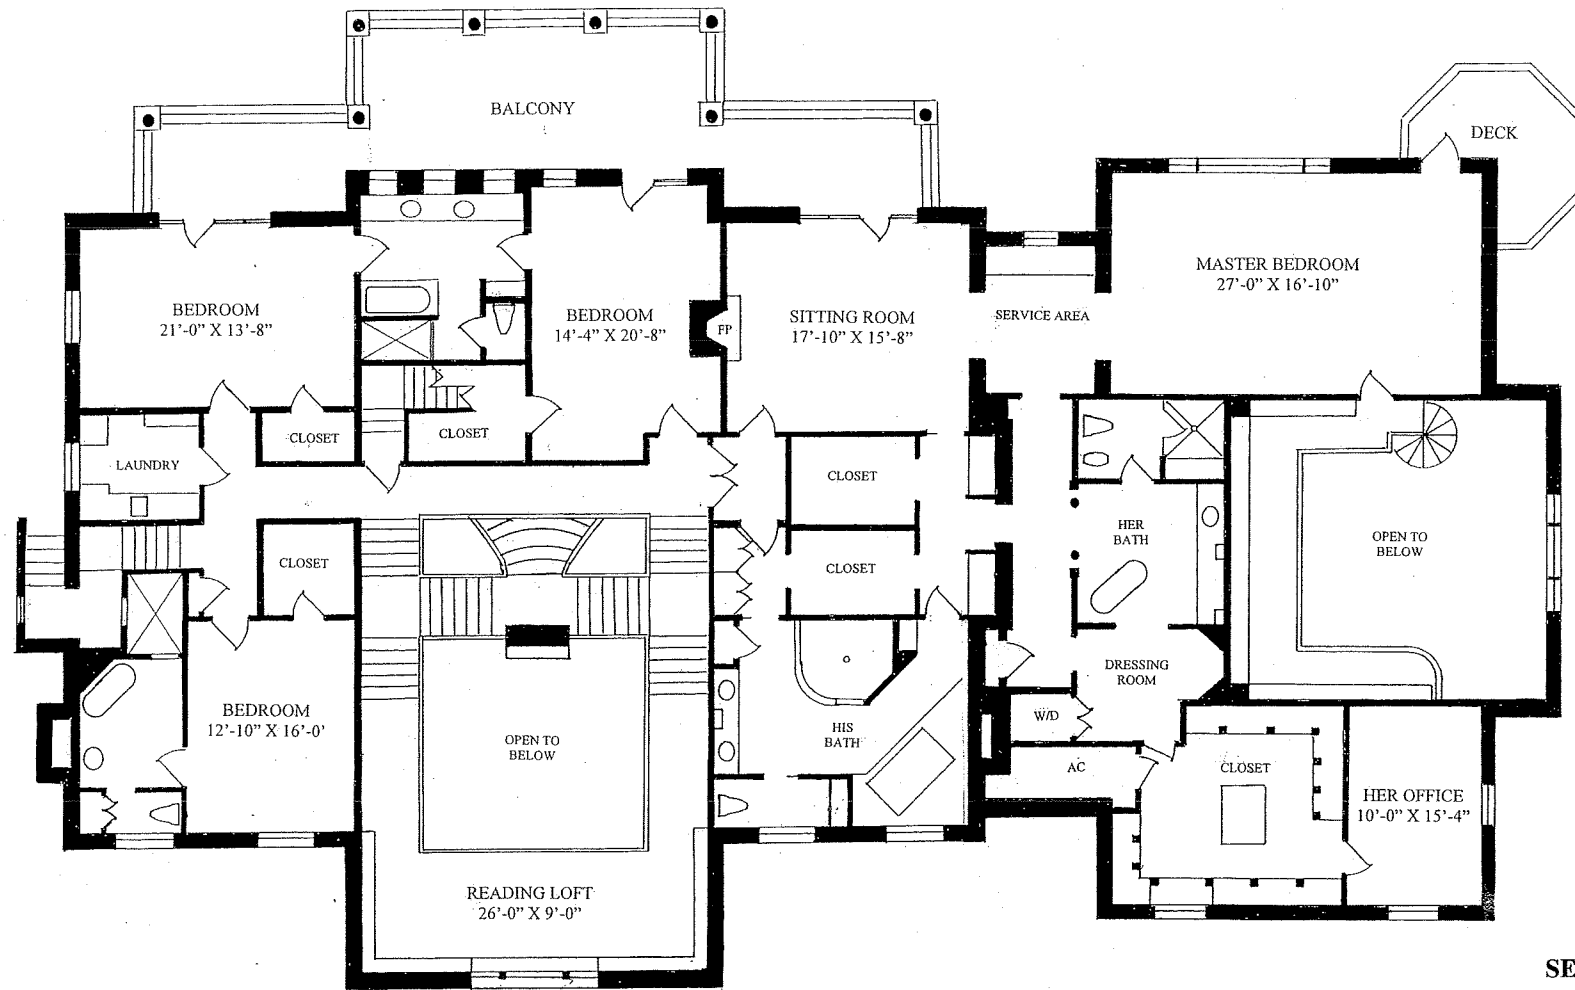 BALCONY
DECK
MASTER BEDROOM
27'-0" X 16'-10"
BEDROOM
21'-0" X 13'-8"
BEDROOM
14'-4" X 20'-8"
FP
SITTING ROOM
17'-10" X 15'-8"
SERVICE AREA
CLOSET
CLOSET
LAUNDRY
CLOSET
CLOSET
CLOSET
HER
BATH
OPEN TO
BELOW
DRESSING
ROOM
BEDROOM
12'-10" X 16'-0'
OPEN TO
BELOW
HIS
BATH
W/D
AC
CLOSET
HER OFFICE
10'-0" X 15'-4"
READING LOFT
26'-0" X 9'-0"
SE